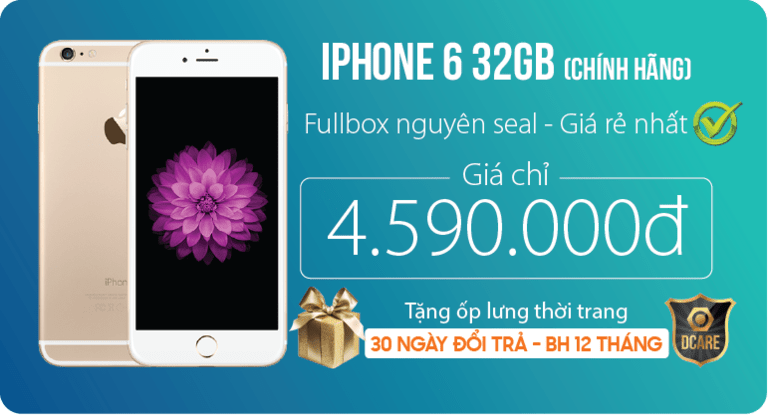 IPHONE 6 32GB (CHÍNH HÃNG)
Fullbox nguyên seal - Giá rẻ nhất
Giá chỉ
4.590.000đ
Tặng ốp lưng thời trang
30 NGÀY ĐỔI TRẢ - BH 12 THÁNG
DCARE
iPhon